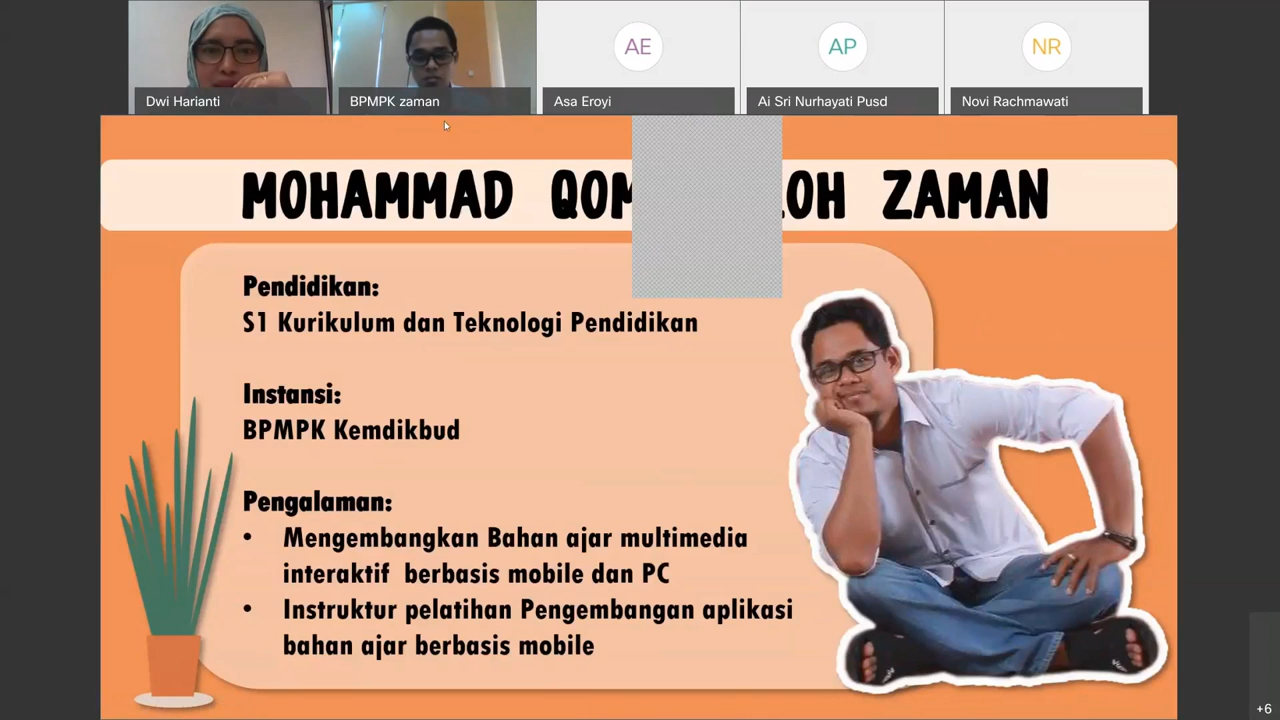 AE
AP
NR
Dwi Harianti
BPMPK zaman
Asa Eroyi
Ai Sri Nurhayati Pusd
Novi Rachmawati
MOHAMMAD ZAMAN
Pendidikan:
S1 Kurikulum dan Teknologi Pendidikan
Instansi:
BPMPK Kemdikbud
Pengalaman:
• Mengembangkan Bahan ajar multimedia
interaktif berbasis mobile dan PC
• Instruktur pelatihan Pengembangan aplikasi
bahan ajar berbasis mobile
+6